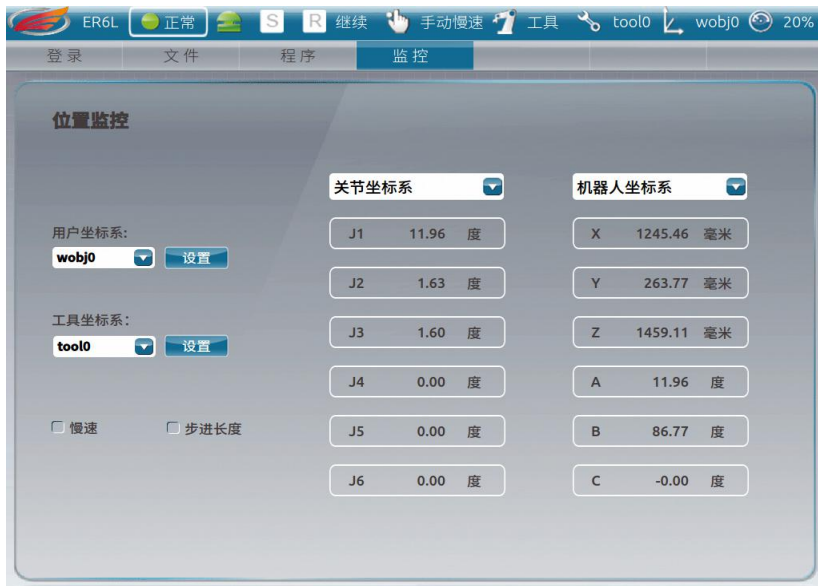 ER6L 正常 S R 继续 手动慢速 工具 tool0 wobj0 20%
登录 文件 程序 监控
位置监控
关节坐标系 机器人坐标系
用户坐标系:
wobj0 设置
工具坐标系:
tool0 设置
慢速 步进长度
J1 11.96 度
J2 1.63 度
J3 1.60 度
J4 0.00 度
J5 0.00 度
J6 0.00 度
X 1245.46 毫米
Y 263.77 毫米
Z 1459.11 毫米
A 11.96 度
B 86.77 度
C -0.00 度